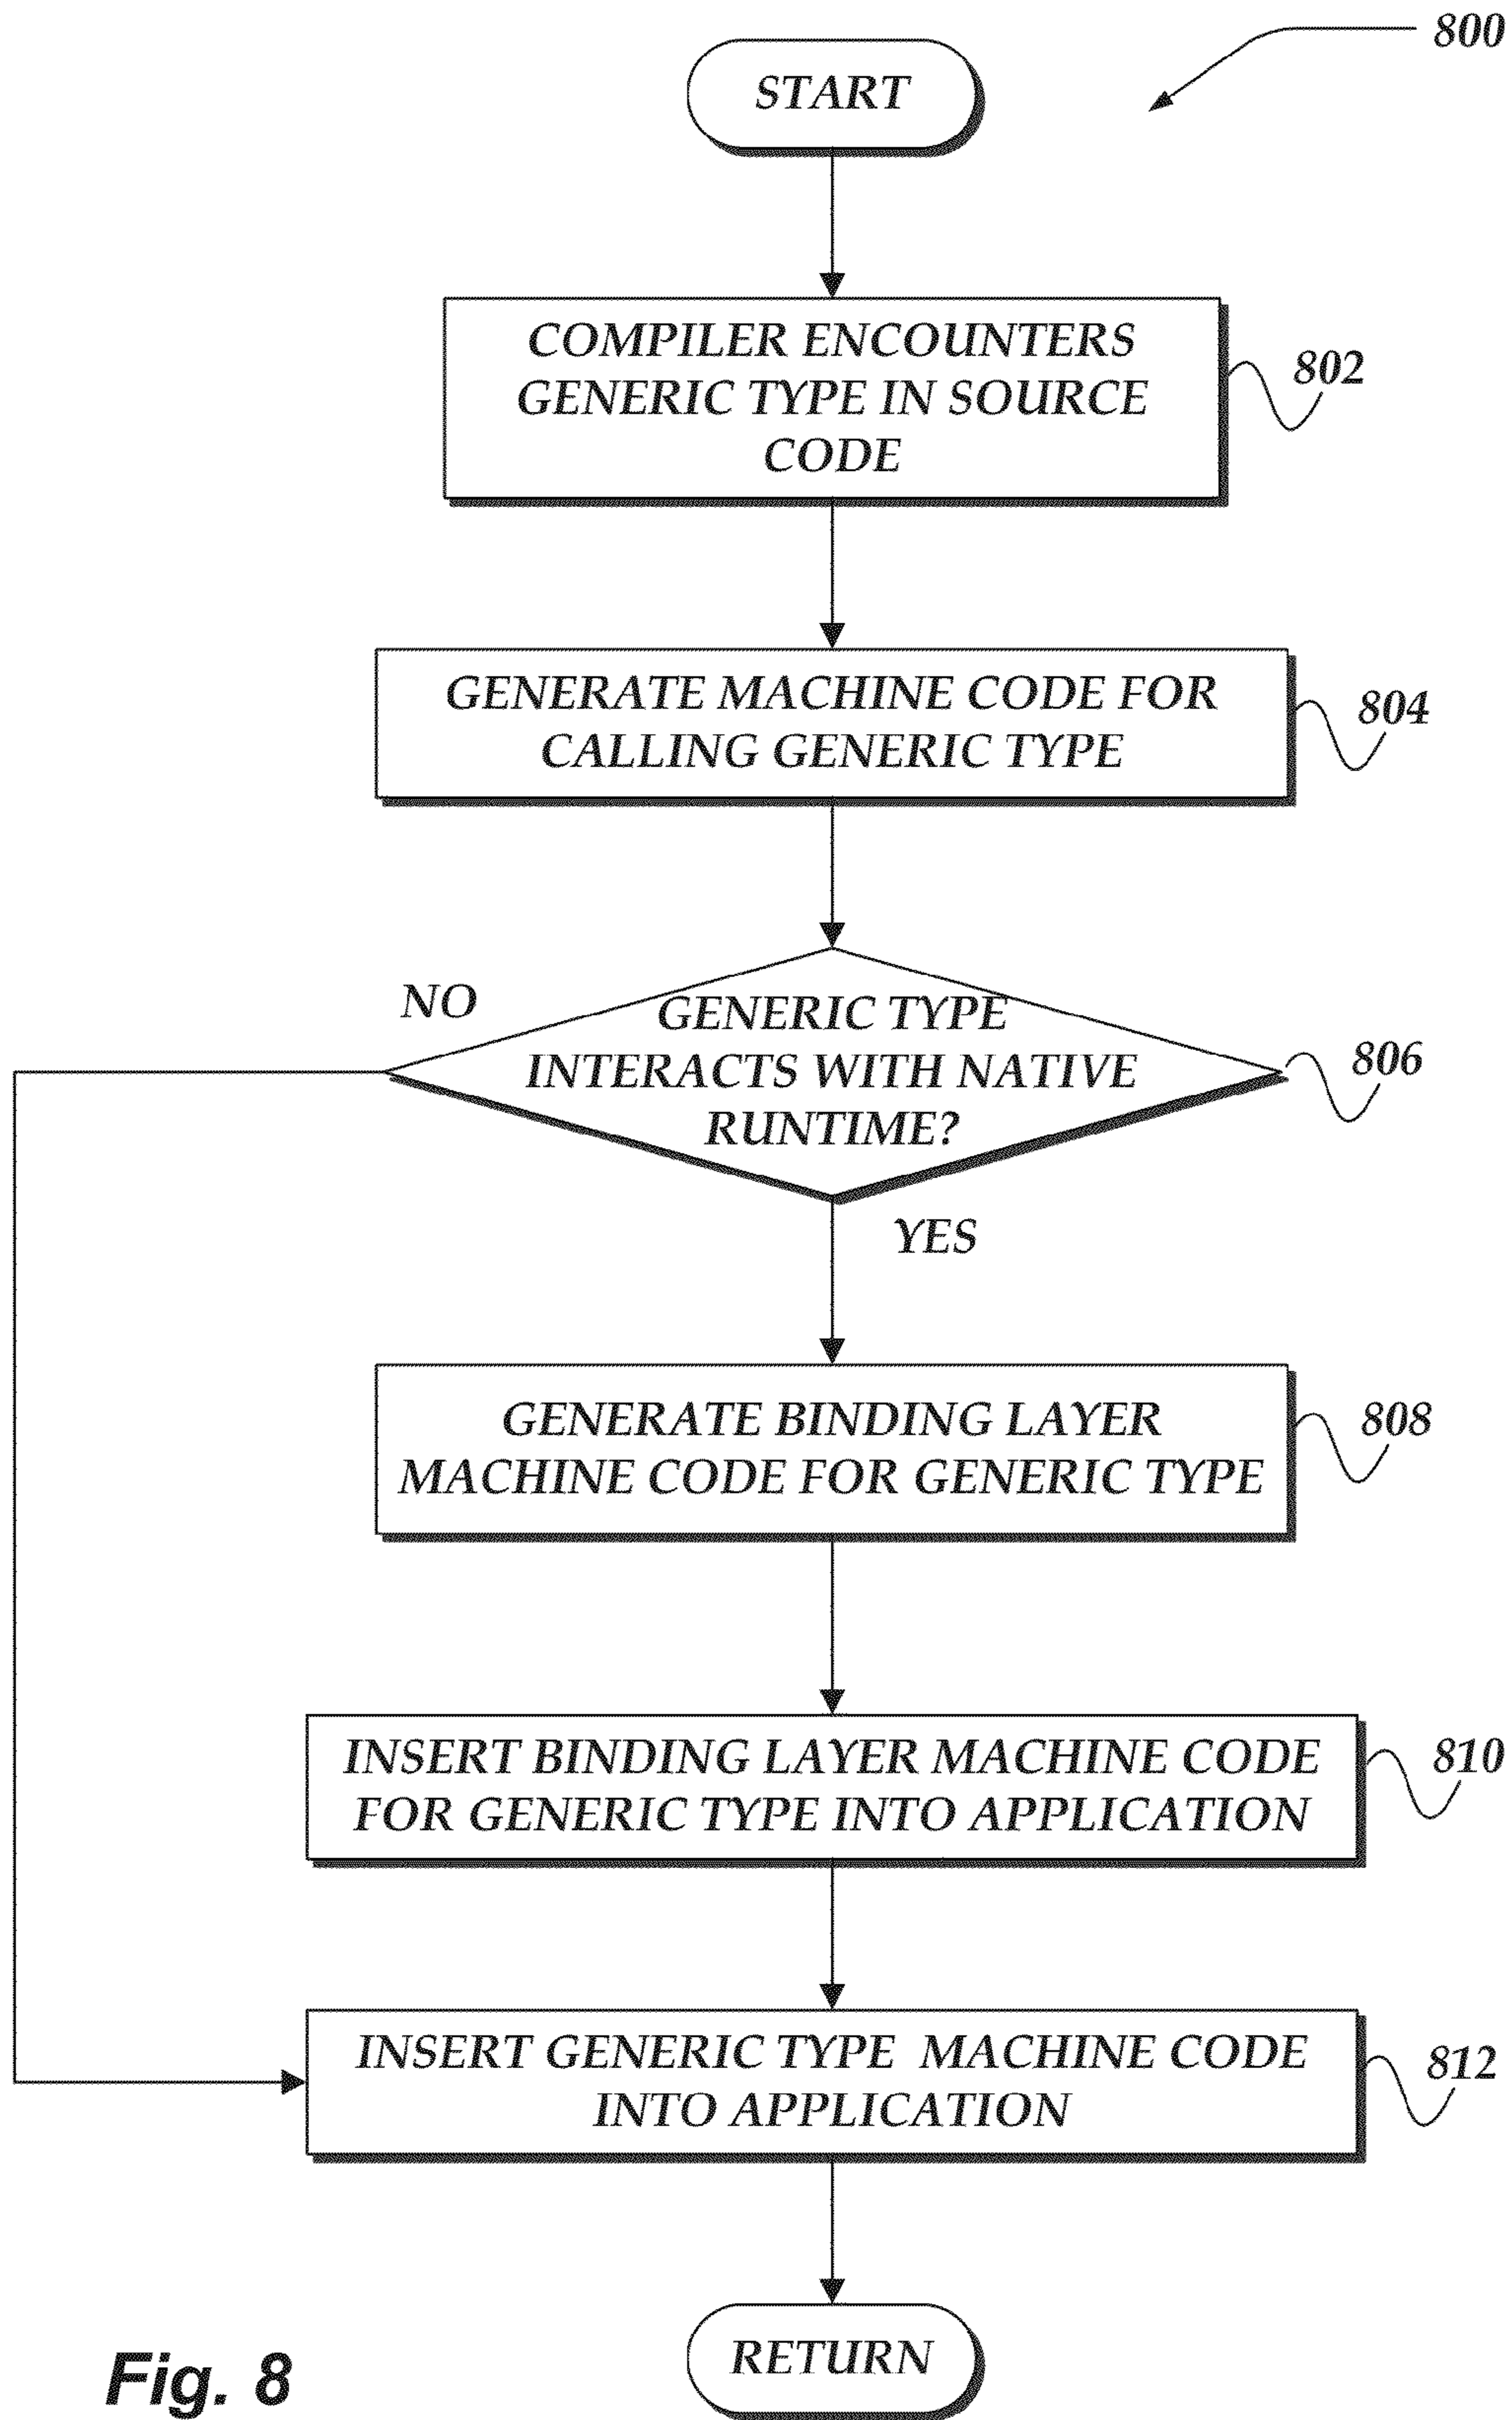 800
START
COMPILER ENCOUNTERS
GENERIC TYPE IN SOURCE
CODE
802
GENERATE MACHINE CODE FOR
CALLING GENERIC TYPE
804
NO
GENERIC TYPE
INTERACTS WITH NATIVE
RUNTIME?
806
YES
GENERATE BINDING LAYER
MACHINE CODE FOR GENERIC TYPE
808
INSERT BINDING LAYER MACHINE CODE
FOR GENERIC TYPE INTO APPLICATION
810
INSERT GENERIC TYPE MACHINE CODE
INTO APPLICATION
812
RETURN
Fig. 8